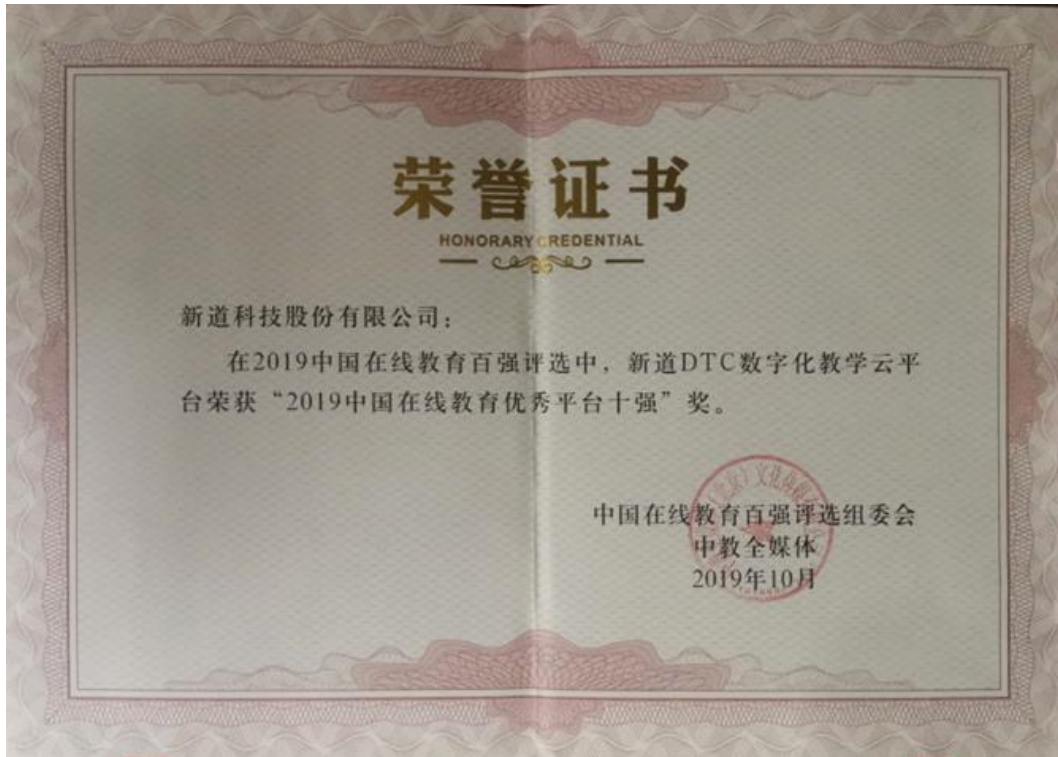 荣誉证书
HONORARY CREDENTIAL
新道科技股份有限公司：
在2019中国在线教育百强评选中，新道DTC数字化教学云平
台荣获“2019中国在线教育优秀平台十强”奖。
中国在线教育百强评选组委会
中教全媒体
2019年10月